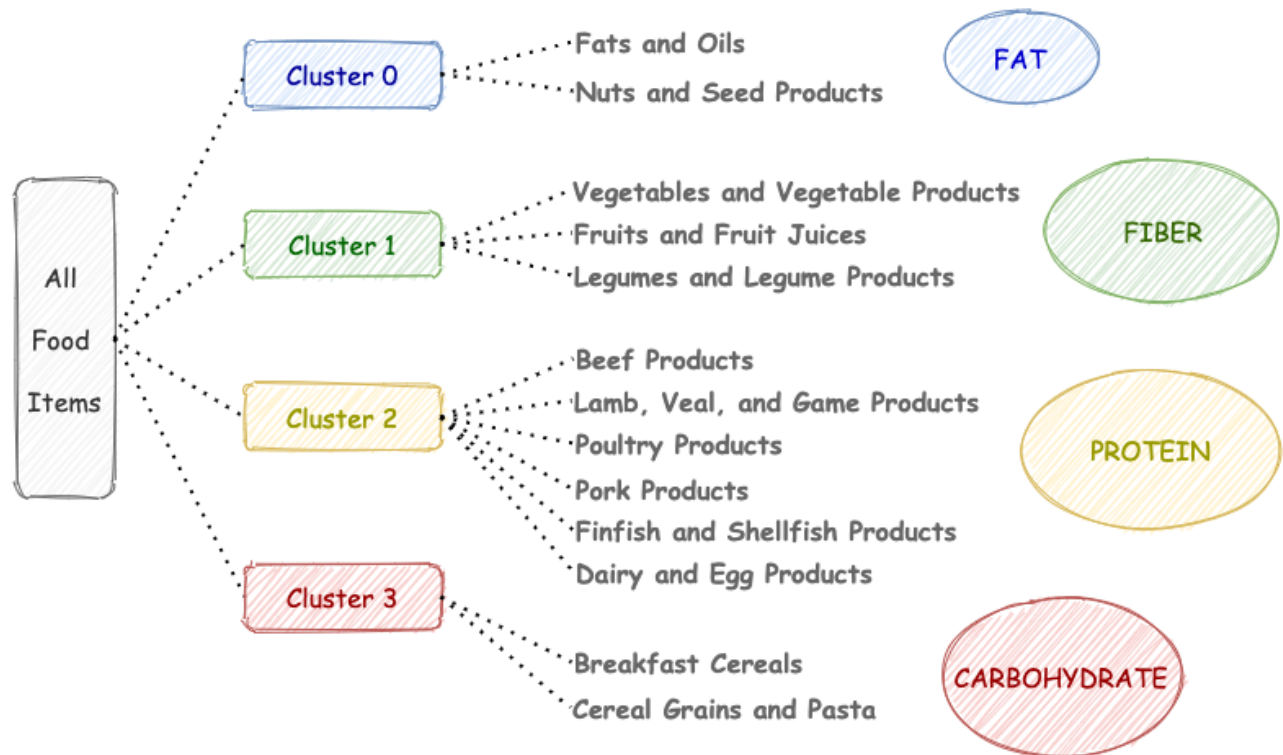 All
Food
Items
Cluster 0
Fats and Oils
Nuts and Seed Products
FAT
Cluster 1
Vegetables and Vegetable Products
Fruits and Fruit Juices
Legumes and Legume Products
FIBER
Cluster 2
Beef Products
Lamb, Veal, and Game Products
Poultry Products
Pork Products
Finfish and Shellfish Products
Dairy and Egg Products
PROTEIN
Cluster 3
Breakfast Cereals
Cereal Grains and Pasta
CARBOHYDRATE